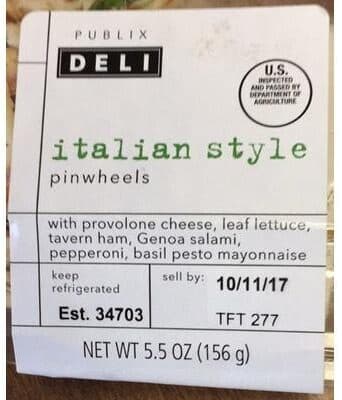 PUBLIX
DELI
U.S.
INSPECTED
AND PASSED BY
DEPARTMENT OF
AGRICULTURE
italian style
pinwheels
with provolone cheese, leaf lettuce,
tavern ham, Genoa salami,
pepperoni, basil pesto mayonnaise
keep
refrigerated
sell by: 10/11/17
Est. 34703
TFT 277
NET WT 5.5 OZ (156 g)